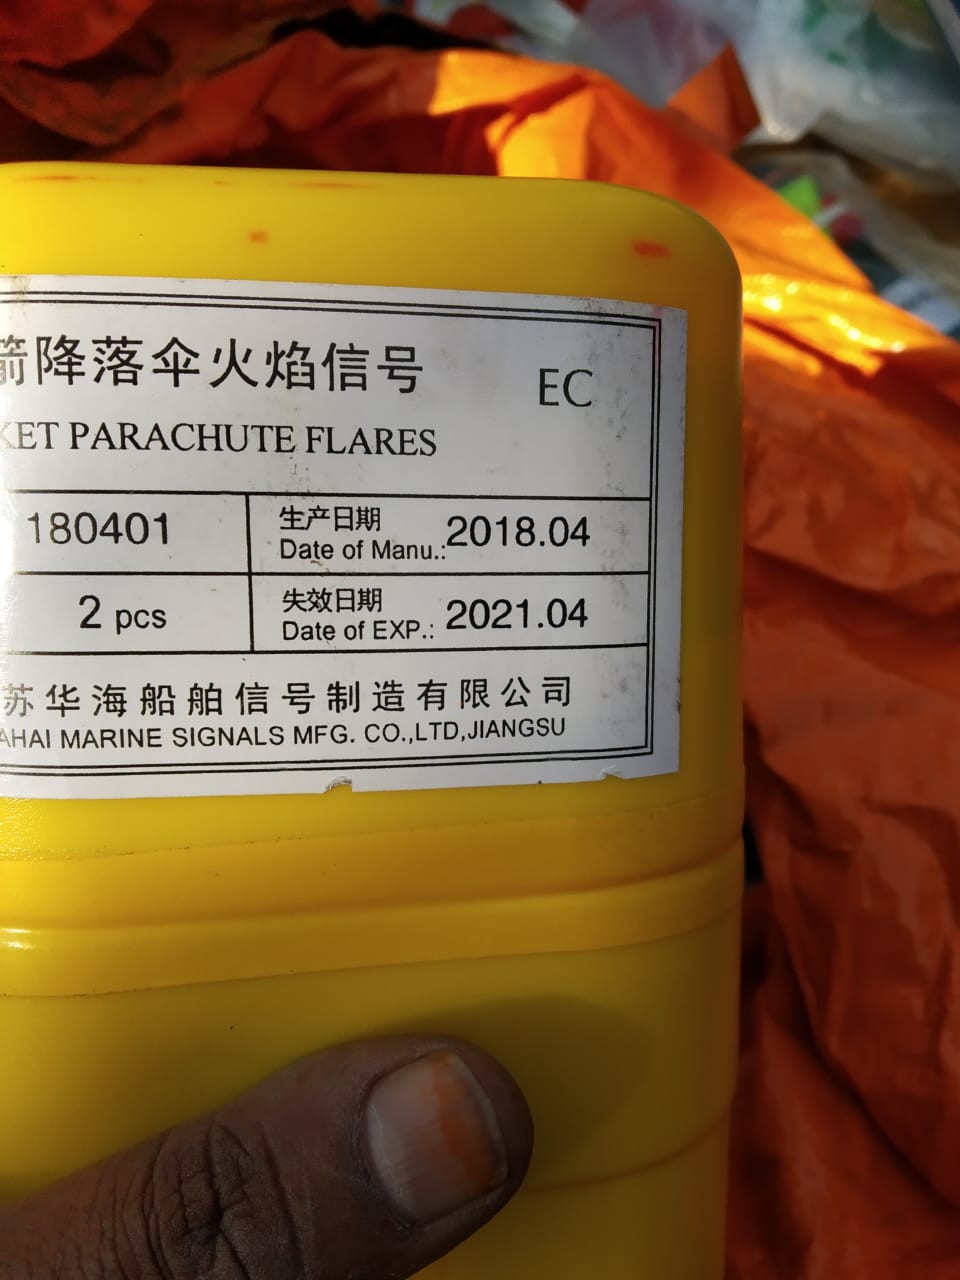 箭降落伞火焰信号
EC
KET PARACHUTE FLARES
180401
生产日期
Date of Manu.: 2018.04
2 pcs
失效日期
Date of EXP.: 2021.04
苏华海船舶信号制造有限公司
AHAI MARINE SIGNALS MFG. CO.,LTD,JIANGSU